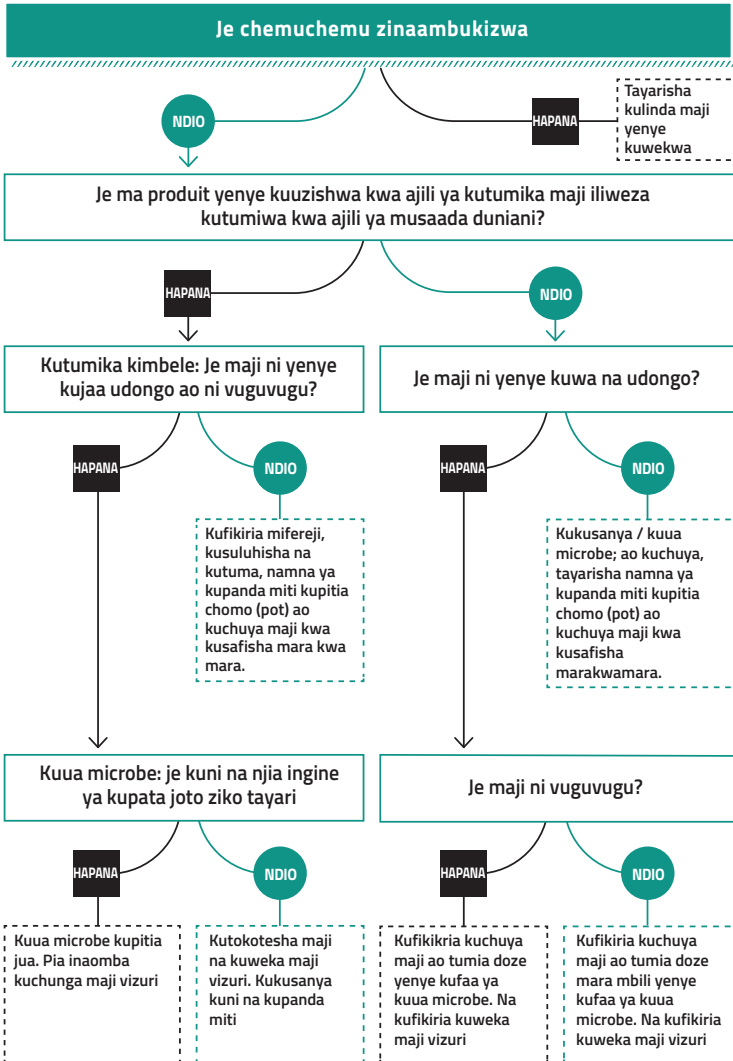 Je chemuchemu zinaambukizwa
NDIO
HAPANA
Tayarisha
kulinda maji
yenye
kuwekwa
Je ma produit yenye kuuzishwa kwa ajili ya kutumika maji iliweza
kutumiwa kwa ajili ya musaada duniani?
HAPANA
NDIO
Kutumika kimbele: Je maji ni yenye
kujaa udongo ao ni vuguvugu?
Je maji ni yenye kuwa na udongo?
HAPANA
NDIO
HAPANA
NDIO
Kufikiria mifereji,
kusuluhisha na
kutuma, namna ya
kupanda miti kupitia
chomo (pot) ao
kuchuya maji kwa
kusafisha mara kwa
mara.
Kukusanya / kuua
microbe; ao kuchuya,
tayarisha namna ya
kupanda miti kupitia
chomo (pot) ao
kuchuya maji kwa
kusafisha
marakwamara.
Kuua microbe: je kuni na njia ingine
ya kupata joto ziko tayari
Je maji ni vuguvugu?
HAPANA
NDIO
HAPANA
NDIO
Kuua microbe kupitia
jua. Pia inaomba
kuchunga maji vizuri
Kutokotesha maji
na kuweka maji
vizuri. Kukusanya
kuni na kupanda
miti
Kufikikria kuchuya
maji ao tumia doze
yenye kufaa ya
kuua microbe. Na
kufikiria kuweka
maji vizuri
Kufikiria kuchuya
maji ao tumia doze
mara mbili yenye
kufaa ya kuua
microbe. Na kufikiria
kuweka maji vizuri